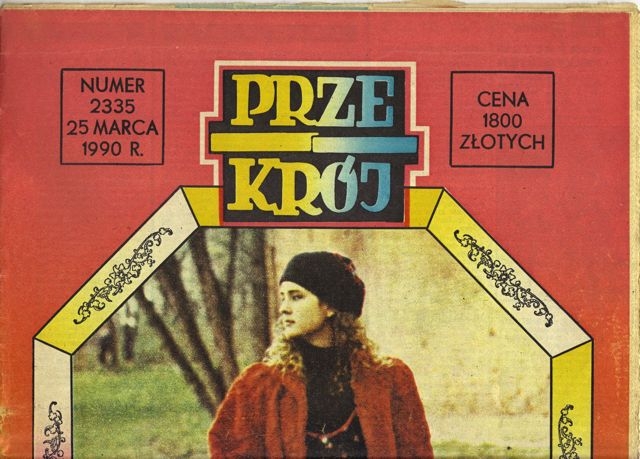 NUMER
2335
25 MARCA
1990 R.
PRZE
KRÓJ
CENA
1800
ZŁOTYCH